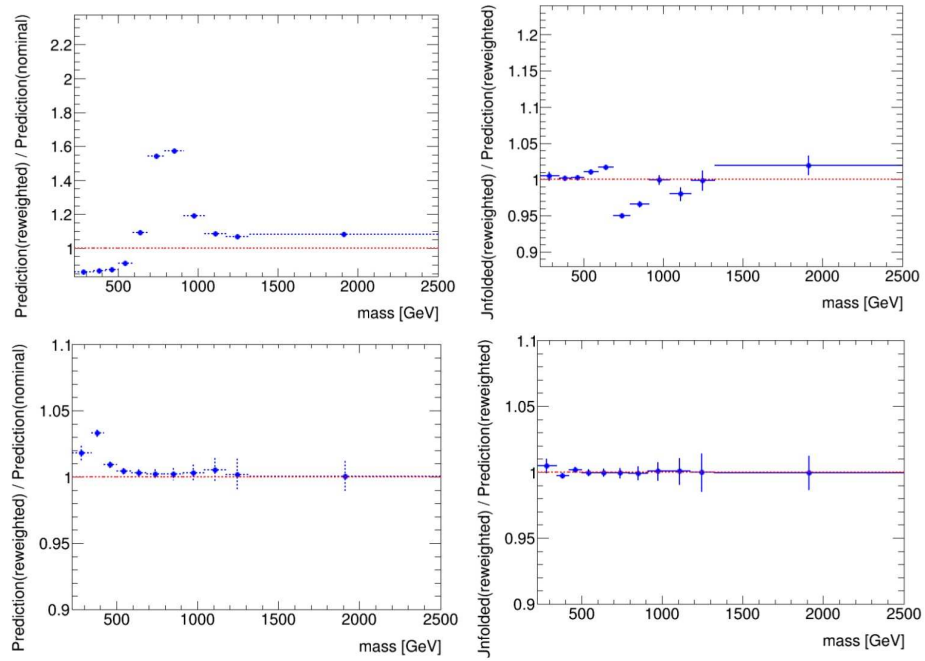 Prediction(reweighted) / Prediction(nominal)
2.2
2
1.8
1.6
1.4
1.2
1
500 1000 1500 2000 2500
mass [GeV]
Jnfolded(reweighted) / Prediction(reweighted)
1.2
1.15
1.1
1.05
1
0.95
0.9
500 1000 1500 2000 2500
mass [GeV]
Prediction(reweighted) / Prediction(nominal)
1.1
1.05
1
0.95
0.9
500 1000 1500 2000 2500
mass [GeV]
Jnfolded(reweighted) / Prediction(reweighted)
1.1
1.05
1
0.95
0.9
500 1000 1500 2000 2500
mass [GeV]